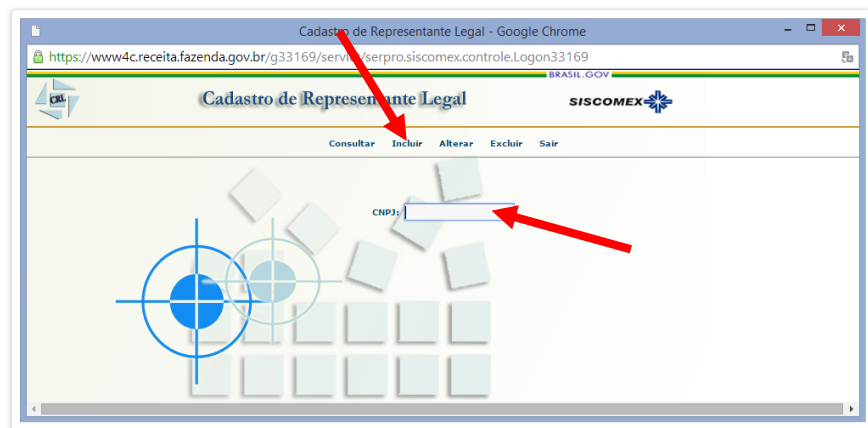 Cadastro de Representante Legal - Google Chrome
https://www4c.receita.fazenda.gov.br/g33169/servlet/serpro.siscomex.controle.Logon33169
BRASIL.GOV
CRL
Cadastro de Representante Legal
SISCOMEX
Consultar Incluir Alterar Excluir Sair
CNPJ: